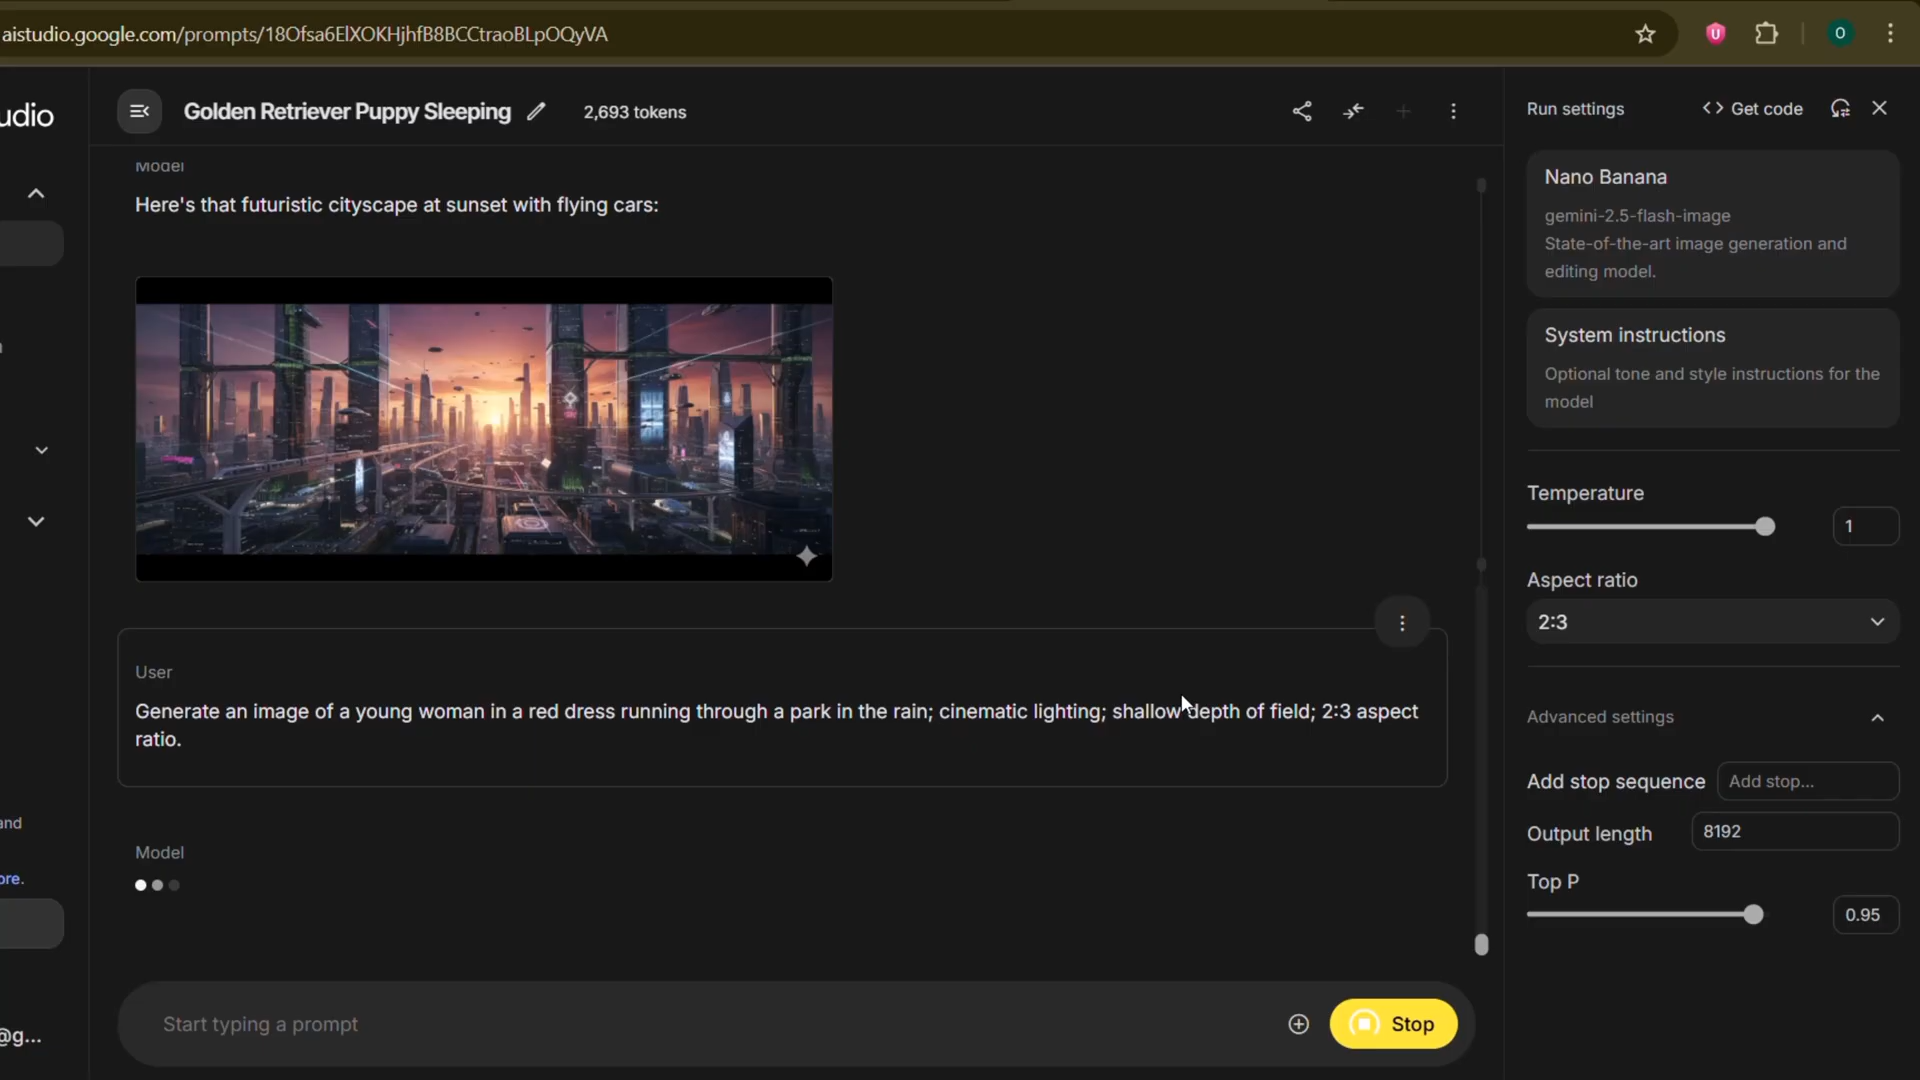 aistudio.google.com/prompts/18Ofsa6ElXOKHjhfB8BCCtraoBLpOQyVA
U
O
udio
Golden Retriever Puppy Sleeping
2,693 tokens
Run settings
Get code
Model
Here's that futuristic cityscape at sunset with flying cars:
Nano Banana
gemini-2.5-flash-image
State-of-the-art image generation and
editing model.
System instructions
Optional tone and style instructions for the
model
Temperature
1
Aspect ratio
2:3
User
Generate an image of a young woman in a red dress running through a park in the rain; cinematic lighting; shallow depth of field; 2:3 aspect
ratio.
Advanced settings
Add stop sequence
Add stop...
Output length
8192
Top P
0.95
and
ore.
Model
Start typing a prompt
Stop
@g...